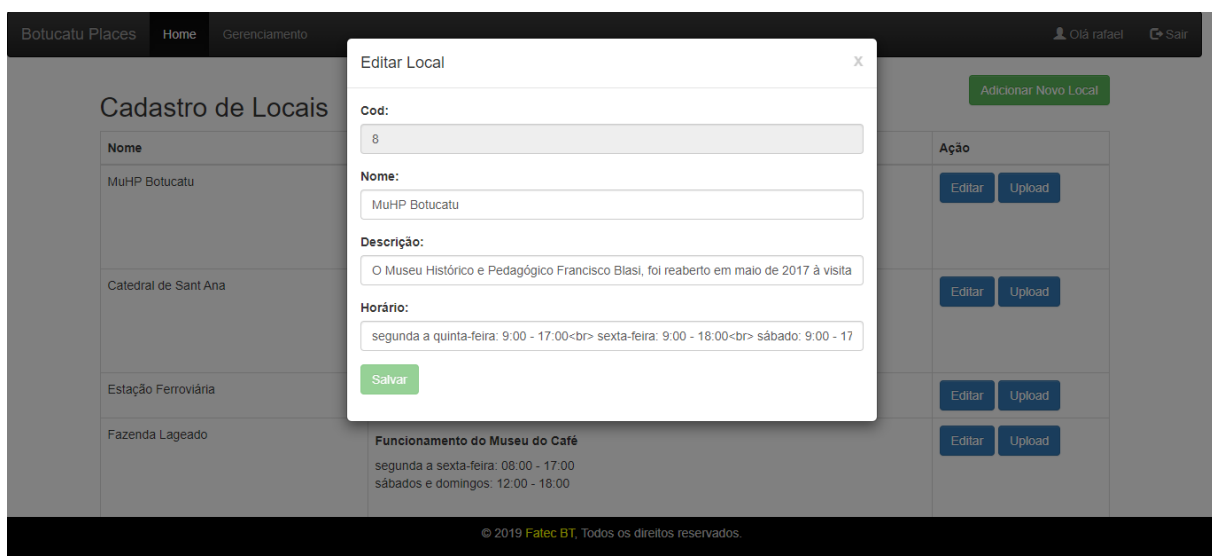 Botucatu Places Home Gerenciamento Olá rafael Sair
Editar Local X
Adicionar Novo Local
Cadastro de Locais
Cod:
8
Nome Ação
Nome:
MuHP Botucatu Editar Upload
MuHP Botucatu
Descrição:
O Museu Histórico e Pedagógico Francisco Blasi, foi reaberto em maio de 2017 à visita
Catedral de Sant Ana Editar Upload
Horário:
segunda a quinta-feira: 9:00 - 17:00<br> sexta-feira: 9:00 - 18:00<br> sábado: 9:00 - 17
Salvar
Estação Ferroviária Editar Upload
Fazenda Lageado Funcionamento do Museu do Café Editar Upload
segunda a sexta-feira: 08:00 - 17:00
sábados e domingos: 12:00 - 18:00
© 2019 Fatec BT, Todos os direitos reservados.